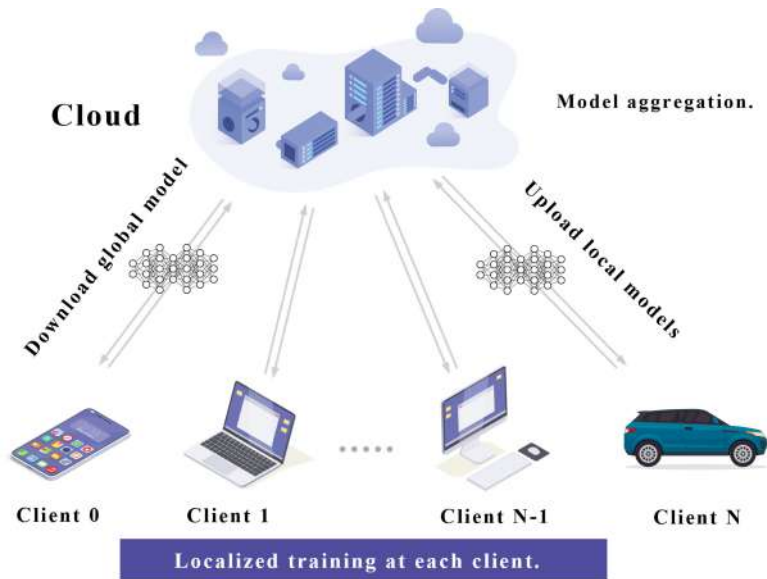 Cloud
Model aggregation.
Download global model
Upload local models
Client 0
Client 1
Client N-1
Client N
Localized training at each client.